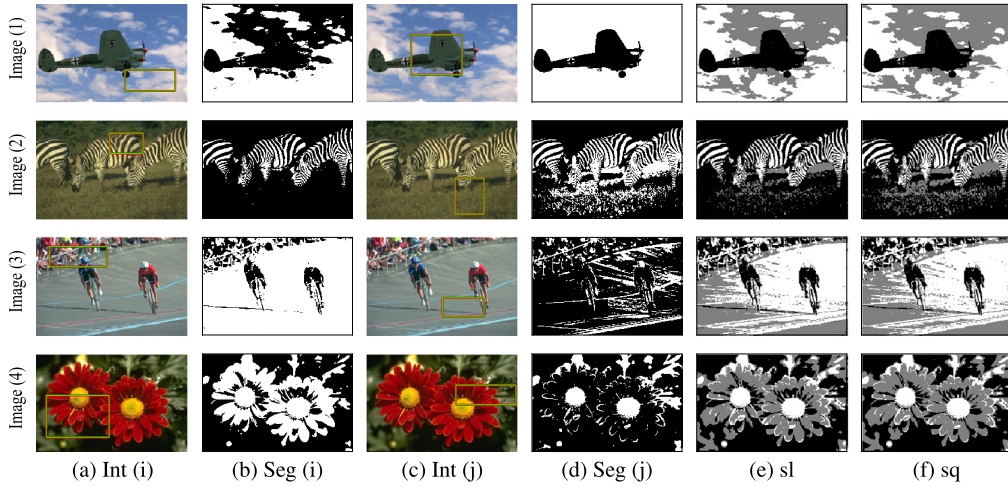 Image (1)
Image (2)
Image (3)
Image (4)
(a) Int (i) (b) Seg (i) (c) Int (j) (d) Seg (j) (e) sl (f) sq